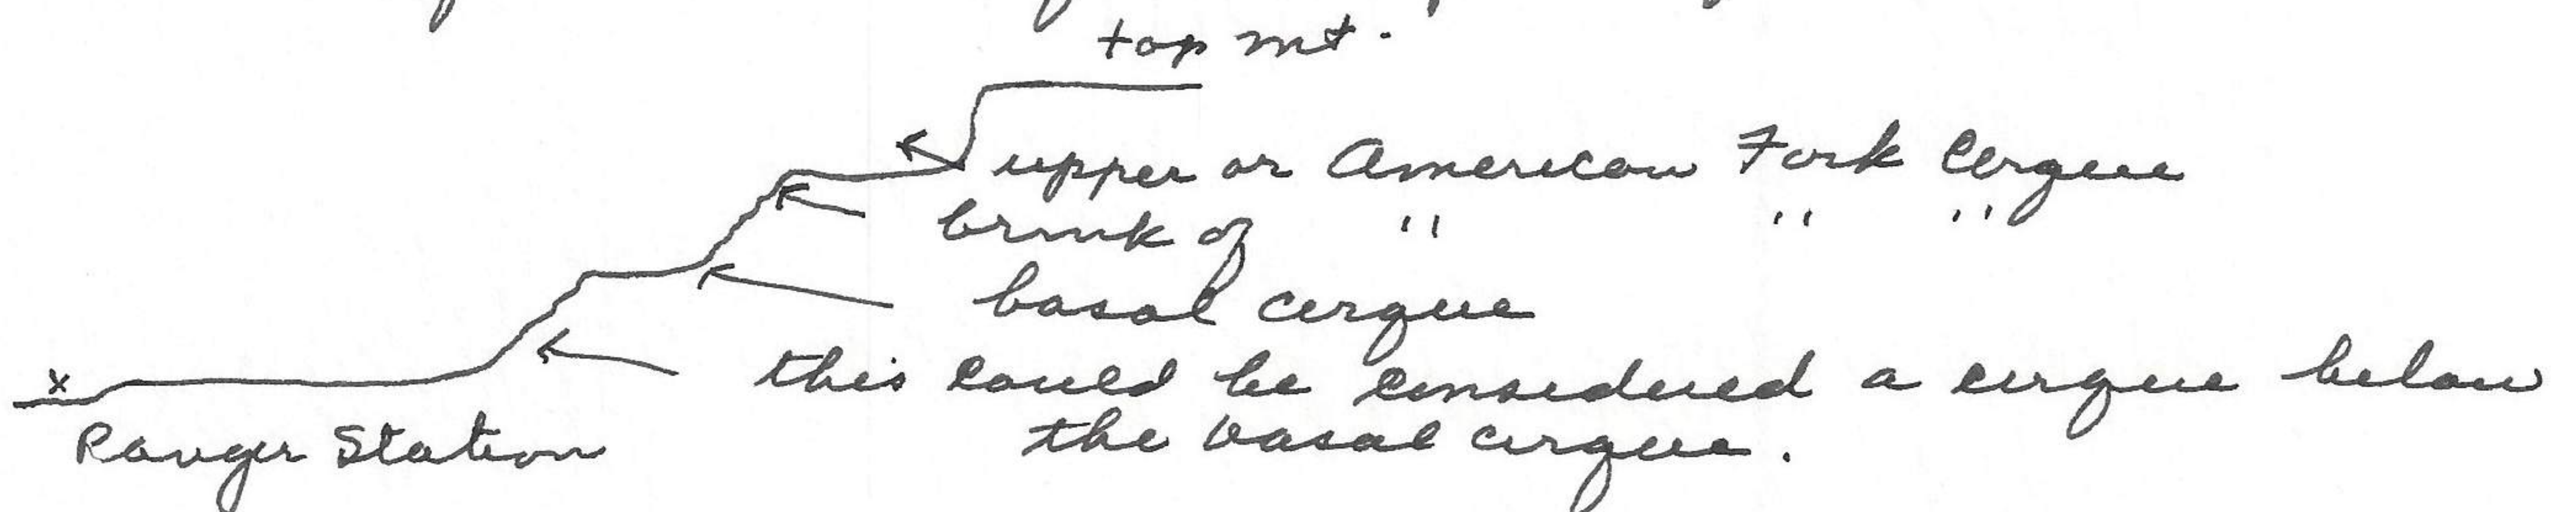 top mt.
upper or American Fork Cirque
brink of " " "
basal cirque
this could be considered a cirque below
the basal cirque.
x
Ranger Station